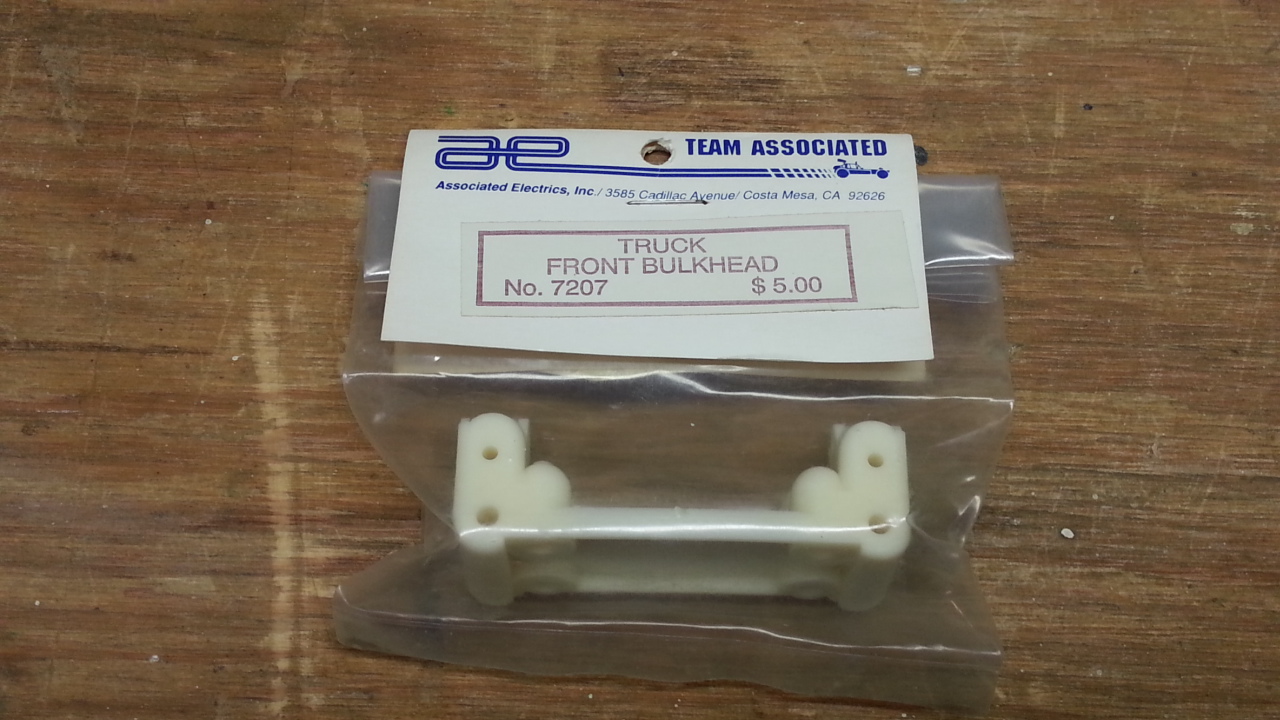 ae
TEAM ASSOCIATED
Associated Electrics, Inc./ 3585 Cadillac Avenue/ Costa Mesa, CA 92626
TRUCK
FRONT BULKHEAD
No. 7207 $ 5.00